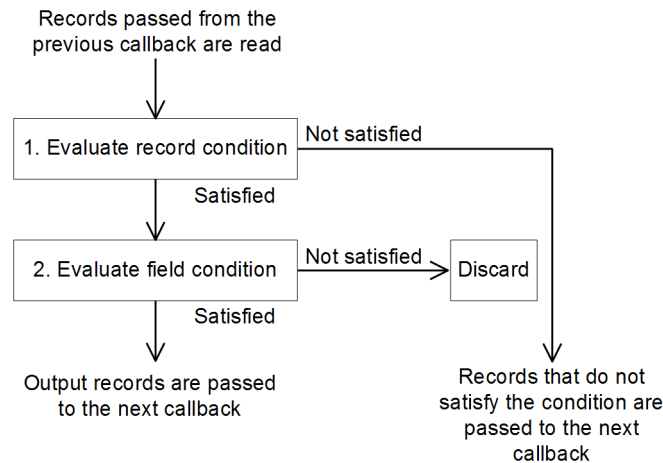 Records passed from the
previous callback are read
1. Evaluate record condition
Not satisfied
Satisfied
2. Evaluate field condition
Not satisfied
Discard
Satisfied
Output records are passed
to the next callback
Records that do not
satisfy the condition are
passed to the next
callback